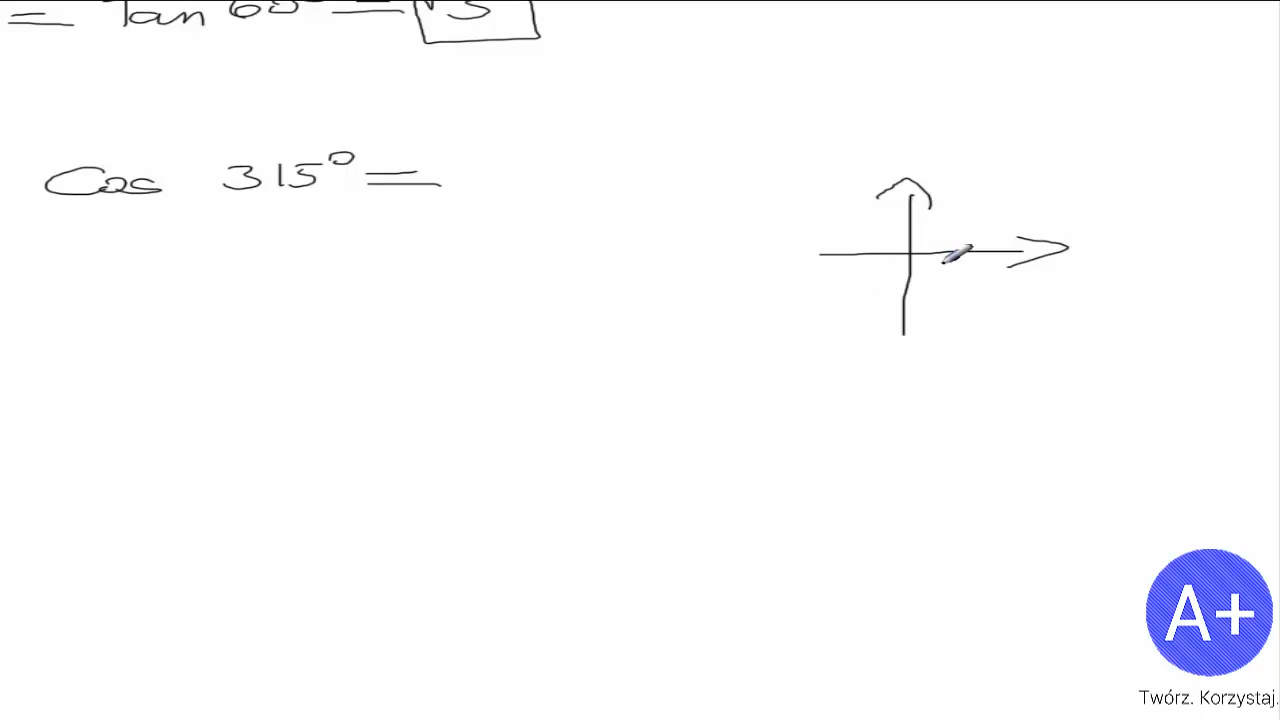 = Tan 60° = √3
Cos 315° =
A+
Twórz. Korzystaj.